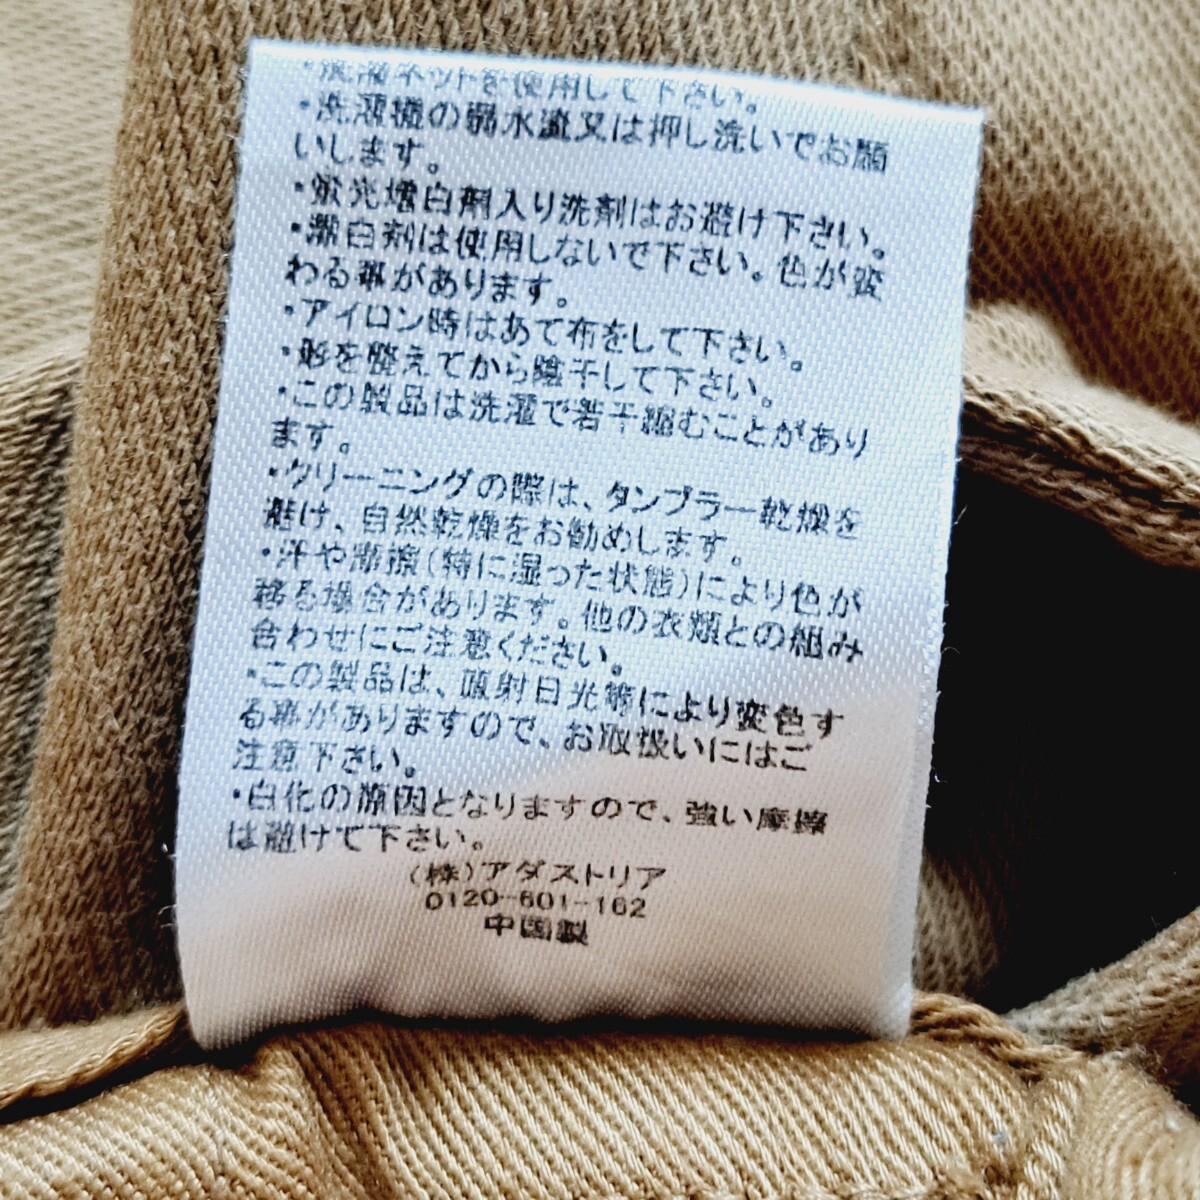 ・洗濯ネットを使用して下さい。
・洗濯機の弱水流又は押し洗いでお願
いします。
・蛍光増白剤入り洗剤はお避け下さい。
・漂白剤は使用しないで下さい。色が変
わる事があります。
・アイロン時はあて布をして下さい。
・形を整えてから陰干しして下さい。
・この製品は洗濯で若干縮むことがあり
ます。
・クリーニングの際は、タンブラー乾燥を
避け、自然乾燥をお勧めします。
・汗や摩擦(特に湿った状態)により色が
移る場合があります。他の衣類との組み
合わせにご注意ください。
・この製品は、直射日光等により変色す
る事がありますので、お取扱いにはご
注意下さい。
・白化の原因となりますので、強い摩擦
は避けて下さい。
(株)アダストリア
0120-601-162
中国製